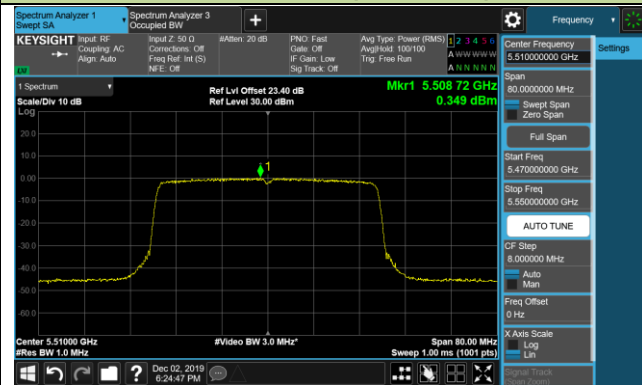 Spectrum Analyzer 1
Swept SA
Spectrum Analyzer 3
Occupied BW
Frequency
KEYSIGHT
Input: RF
Coupling: AC
Align: Auto
Input Z: 50 Ω
Corrections: Off
Freq Ref: Int (S)
NFE: Off
#Atten: 20 dB
PNO: Fast
Gate: Off
IF Gain: Low
Sig Track: Off
Avg Type: Power (RMS)
Avg|Hold: 100/100
Trig: Free Run
1 2 3 4 5 6
A W W W W W
A N N N N N
LXI
1 Spectrum
Scale/Div 10 dB
Log
Ref Lvl Offset 23.40 dB
Ref Level 30.00 dBm
Mkr1 5.508 72 GHz
0.349 dBm
20.0
10.0
0.00
-10.0
-20.0
-30.0
-40.0
-50.0
-60.0
1
Center 5.51000 GHz
#Res BW 1.0 MHz
#Video BW 3.0 MHz*
Span 80.00 MHz
Sweep 1.00 ms (1001 pts)
Dec 02, 2019
6:24:47 PM
Center Frequency
5.51000000 GHz
Span
80.0000000 MHz
Swept Span
Zero Span
Full Span
Start Freq
5.47000000 GHz
Stop Freq
5.55000000 GHz
AUTO TUNE
CF Step
8.000000 MHz
Auto
Man
Freq Offset
0 Hz
X Axis Scale
Log
Lin
Signal Track
(Span Zoom)
Settings